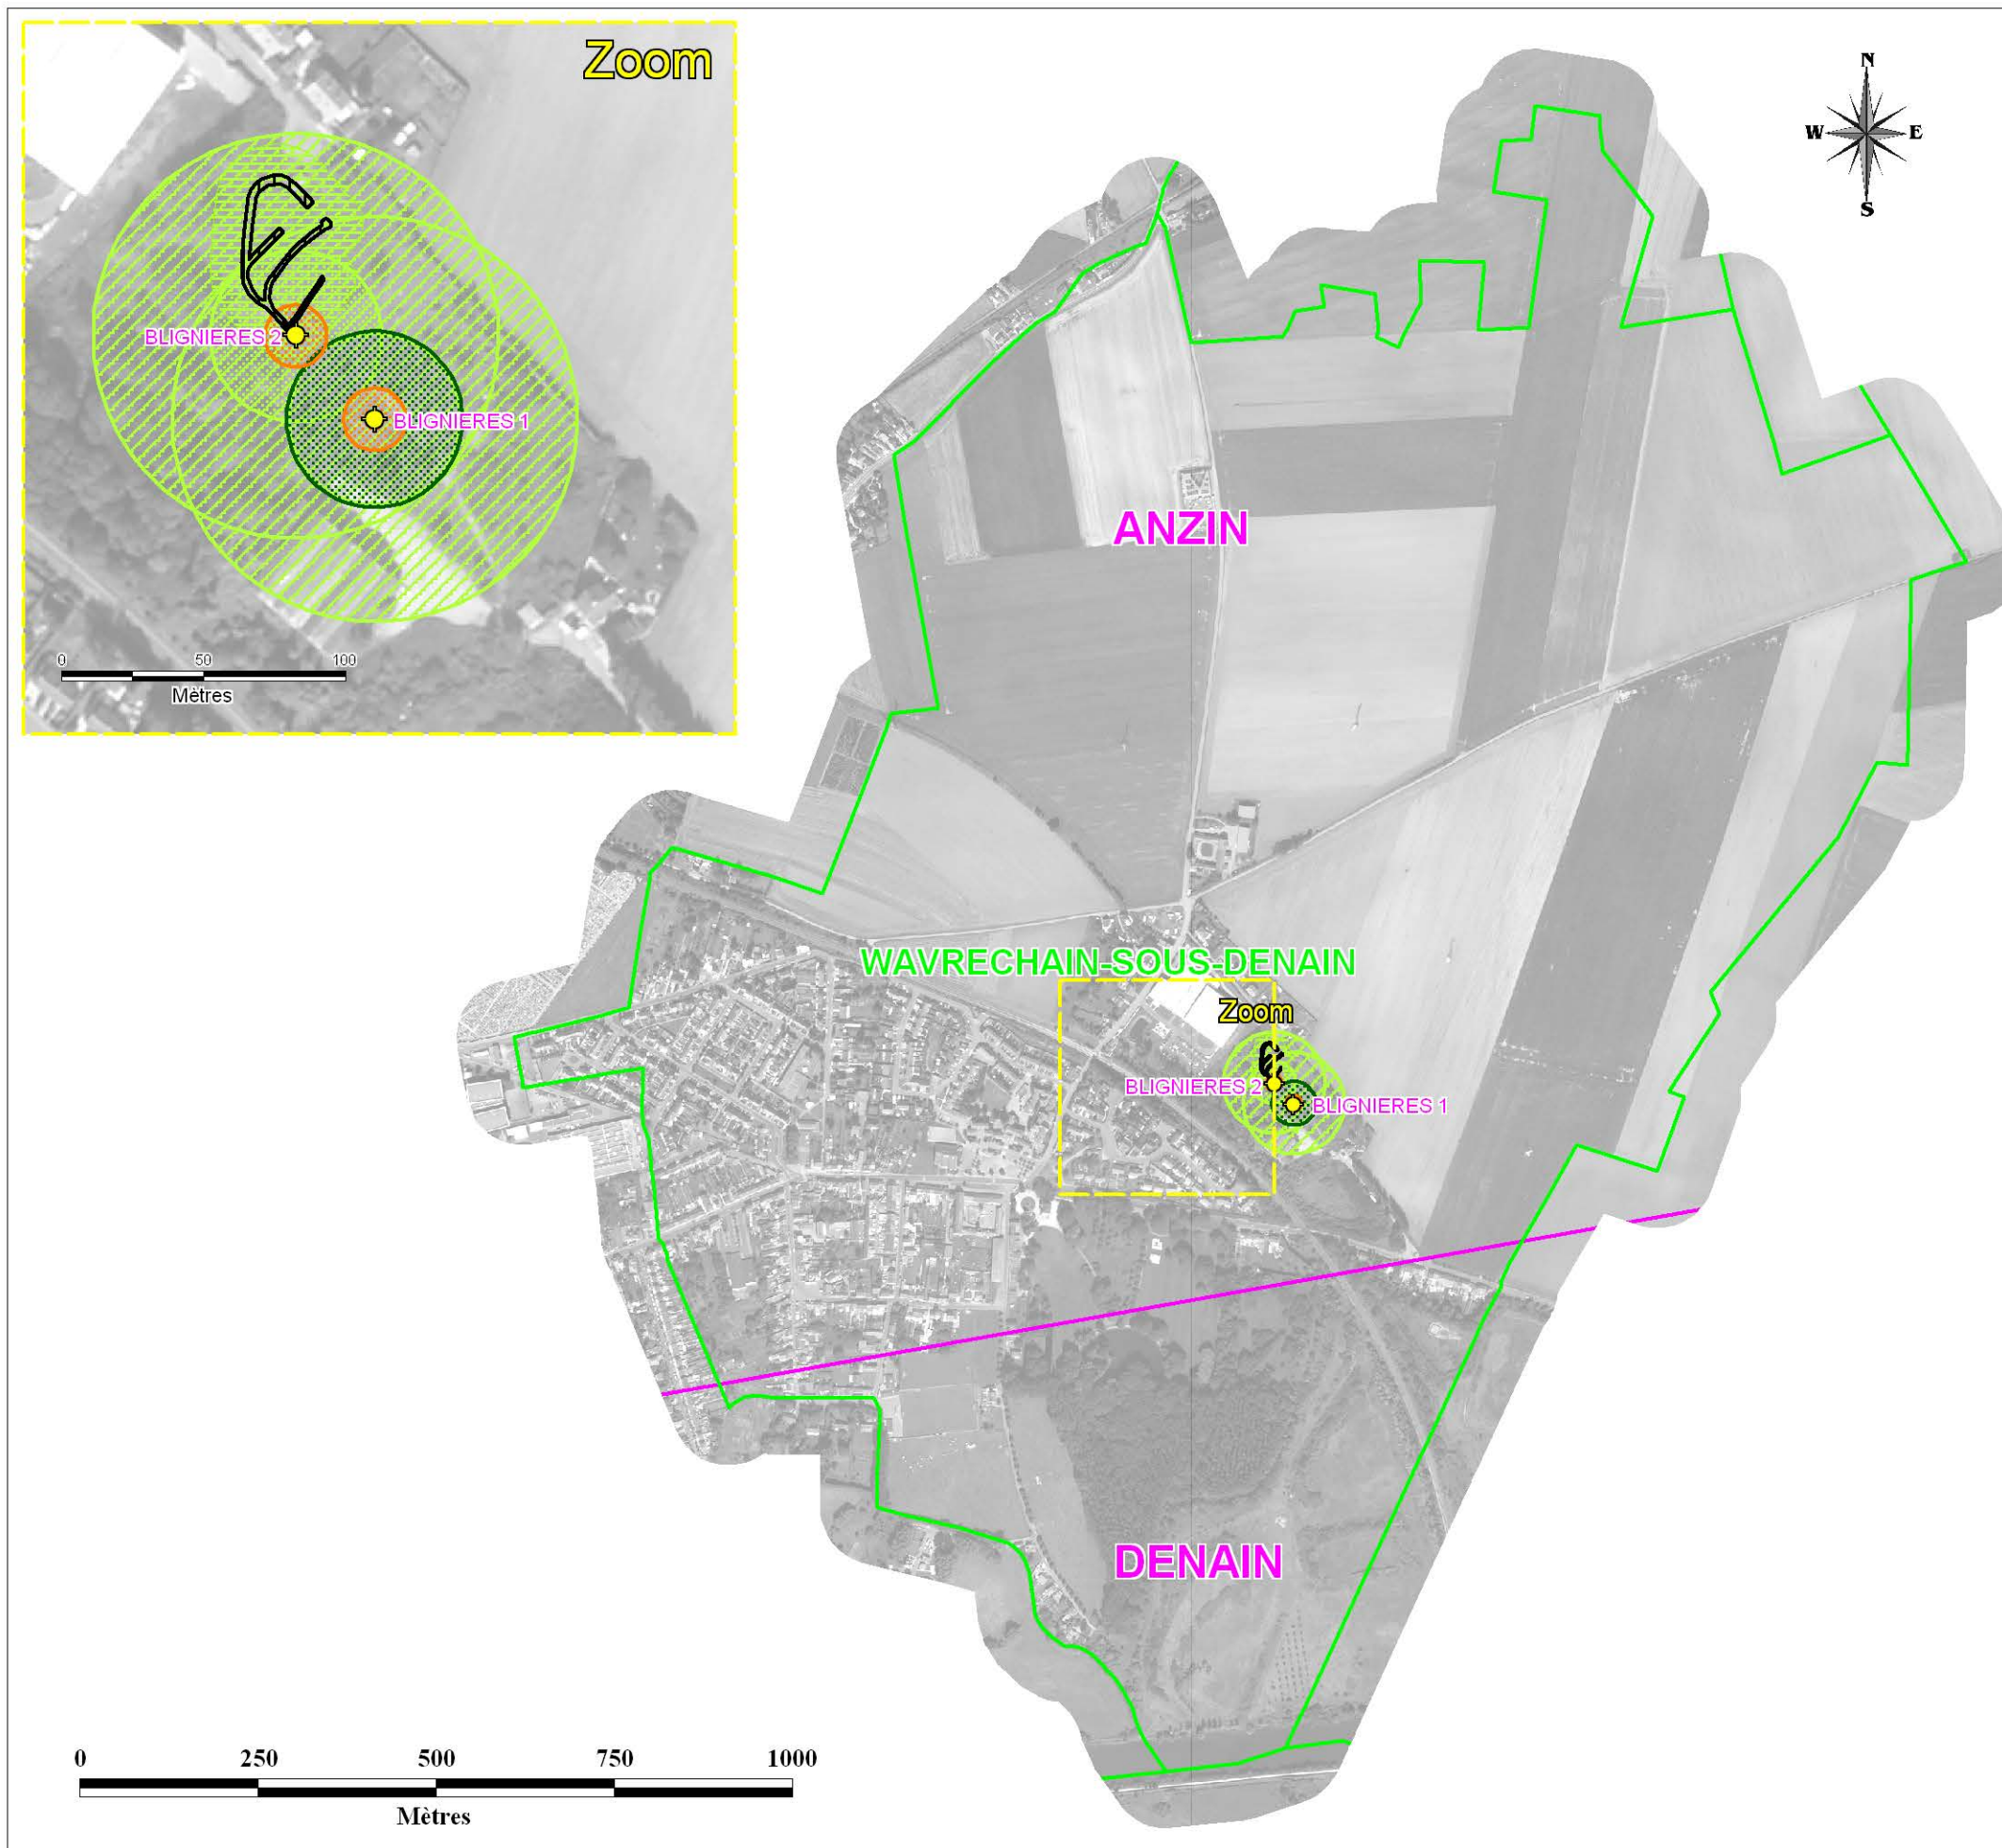 Zoom
N
W E
S
BLIGNIERES 2
BLIGNIERES 1
0 50 100
Mètres
ANZIN
WAVRECHAIN-SOUS-DENAIN
Zoom
BLIGNIERES 2
BLIGNIERES 1
DENAIN
0 250 500 750 1000
Mètres